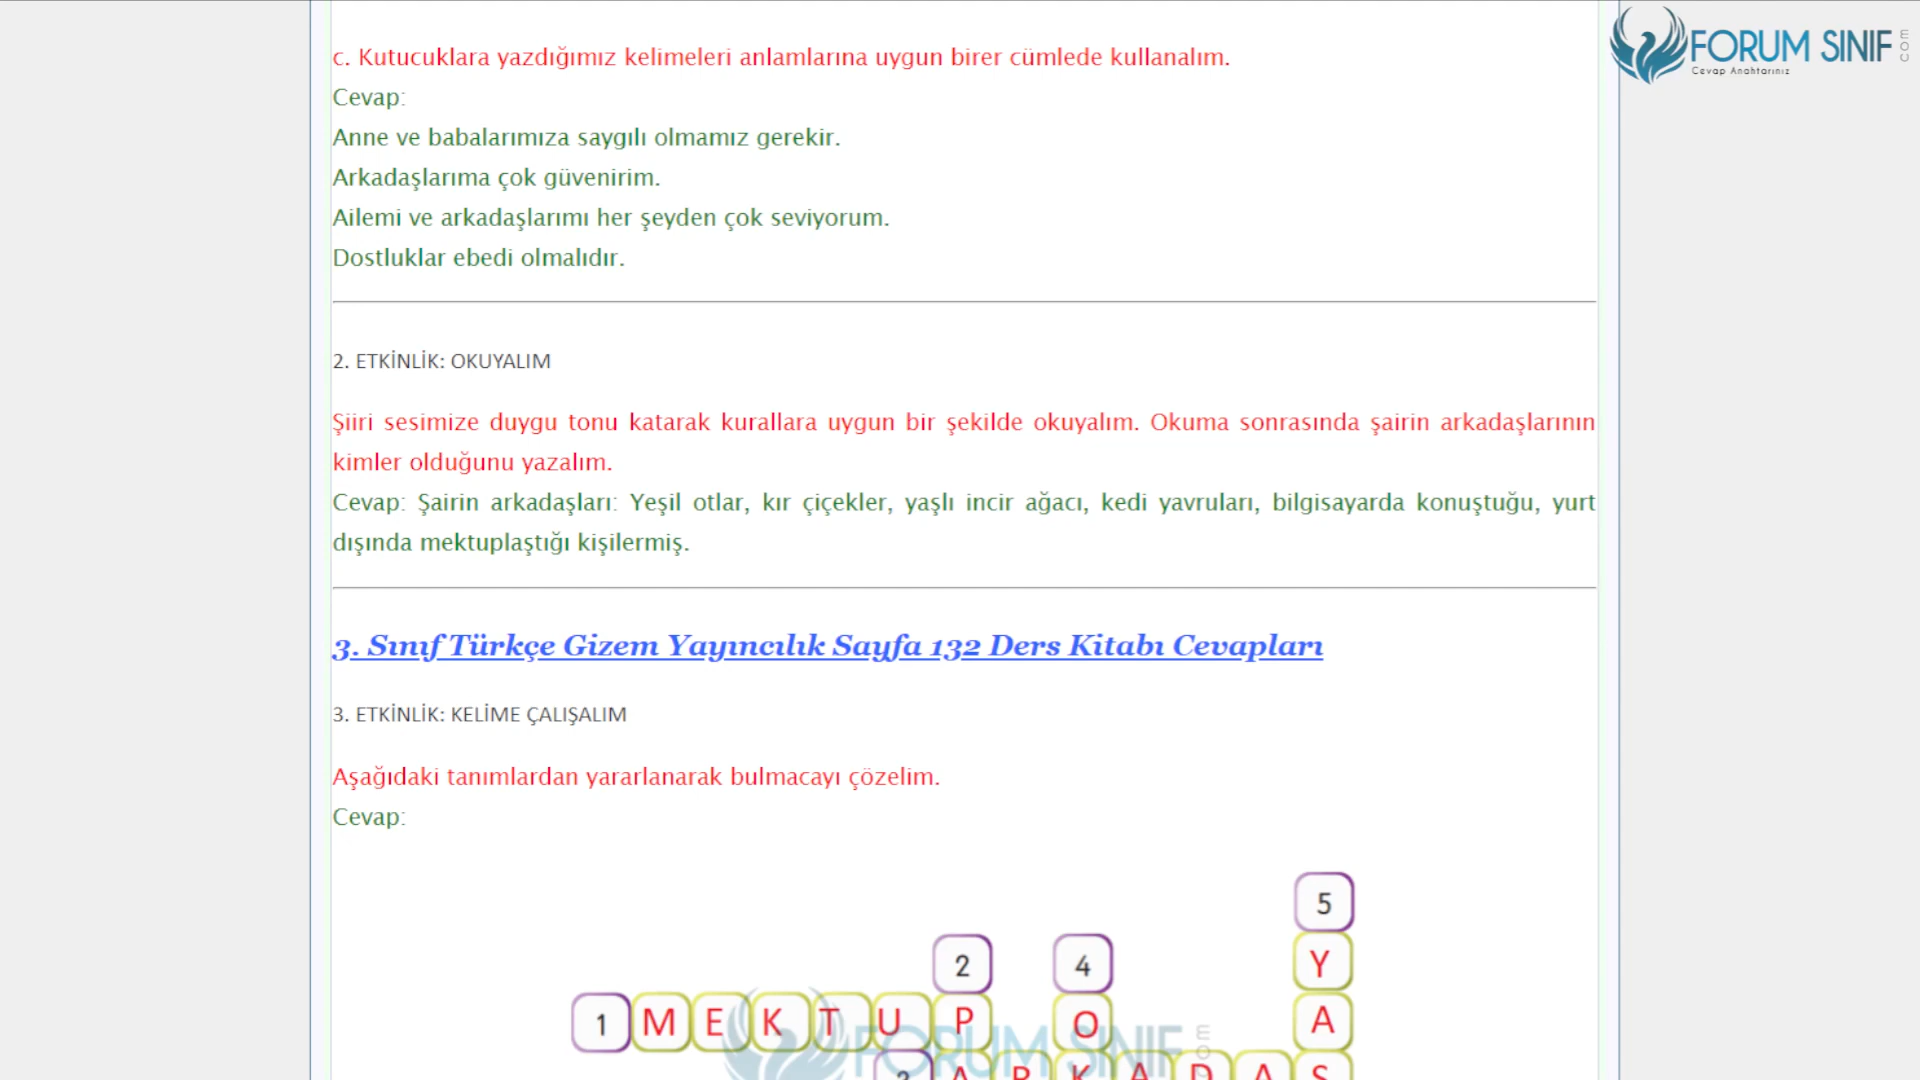 c. Kutucuklara yazdığımız kelimeleri anlamlarına uygun birer cümlede kullanalım.
FORUM SINIF com
Cevap Anahtarınız
Cevap:
Anne ve babalarımıza saygılı olmamız gerekir.
Arkadaşlarıma çok güvenirim.
Ailemi ve arkadaşlarımı her şeyden çok seviyorum.
Dostluklar ebedi olmalıdır.
2. ETKİNLİK: OKUYALIM
Şiiri sesimize duygu tonu katarak kurallara uygun bir şekilde okuyalım. Okuma sonrasında şairin arkadaşlarının
kimler olduğunu yazalım.
Cevap: Şairin arkadaşları: Yeşil otlar, kır çiçekler, yaşlı incir ağacı, kedi yavruları, bilgisayarda konuştuğu, yurt
dışında mektuplaştığı kişilermiş.
3. Sınıf Türkçe Gizem Yayıncılık Sayfa 132 Ders Kitabı Cevapları
3. ETKİNLİK: KELİME ÇALIŞALIM
Aşağıdaki tanımlardan yararlanarak bulmacayı çözelim.
Cevap:
5
2 4 Y
1 M E K T U P O A
FORUM SINIF com
3 A R K A D A Ş